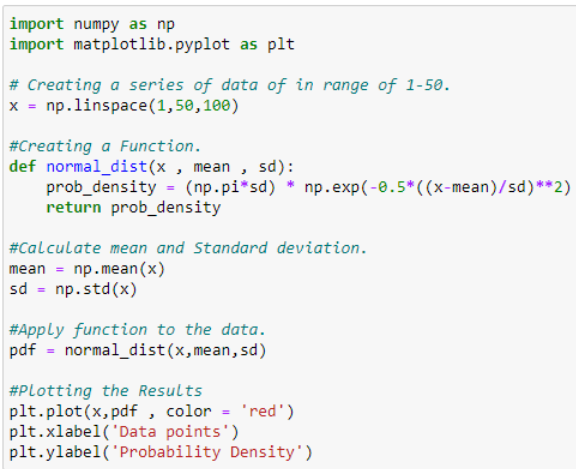 import numpy as np
import matplotlib.pyplot as plt
# Creating a series of data of in range of 1-50.
x = np.linspace(1,50,100)
#Creating a Function.
def normal_dist(x , mean , sd):
    prob_density = (np.pi*sd) * np.exp(-0.5*((x-mean)/sd)**2)
    return prob_density
#Calculate mean and Standard deviation.
mean = np.mean(x)
sd = np.std(x)
#Apply function to the data.
pdf = normal_dist(x,mean,sd)
#Plotting the Results
plt.plot(x,pdf , color = 'red')
plt.xlabel('Data points')
plt.ylabel('Probability Density')